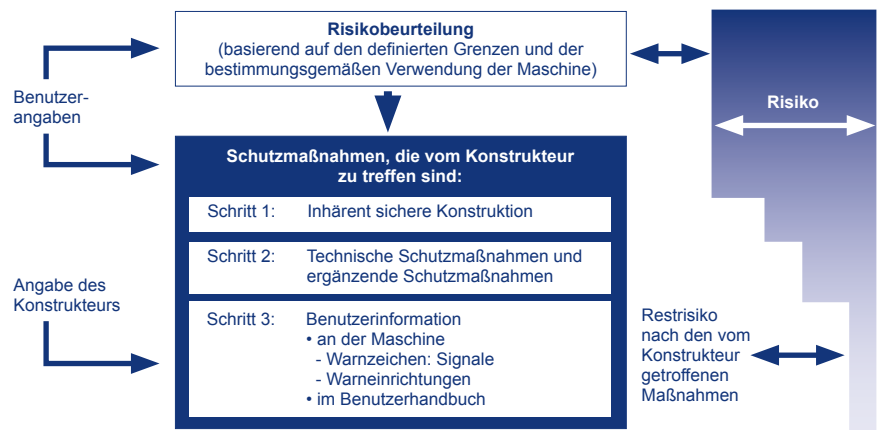 Risikobeurteilung
(basierend auf den definierten Grenzen und der
bestimmungsgemäßen Verwendung der Maschine)
Benutzer-
angaben
Risiko
Schutzmaßnahmen, die vom Konstrukteur
zu treffen sind:
Schritt 1: Inhärent sichere Konstruktion
Schritt 2: Technische Schutzmaßnahmen und
ergänzende Schutzmaßnahmen
Angabe des
Konstrukteurs
Schritt 3: Benutzerinformation
• an der Maschine
- Warnzeichen: Signale
- Warneinrichtungen
• im Benutzerhandbuch
Restrisiko
nach den vom
Konstrukteur
getroffenen
Maßnahmen